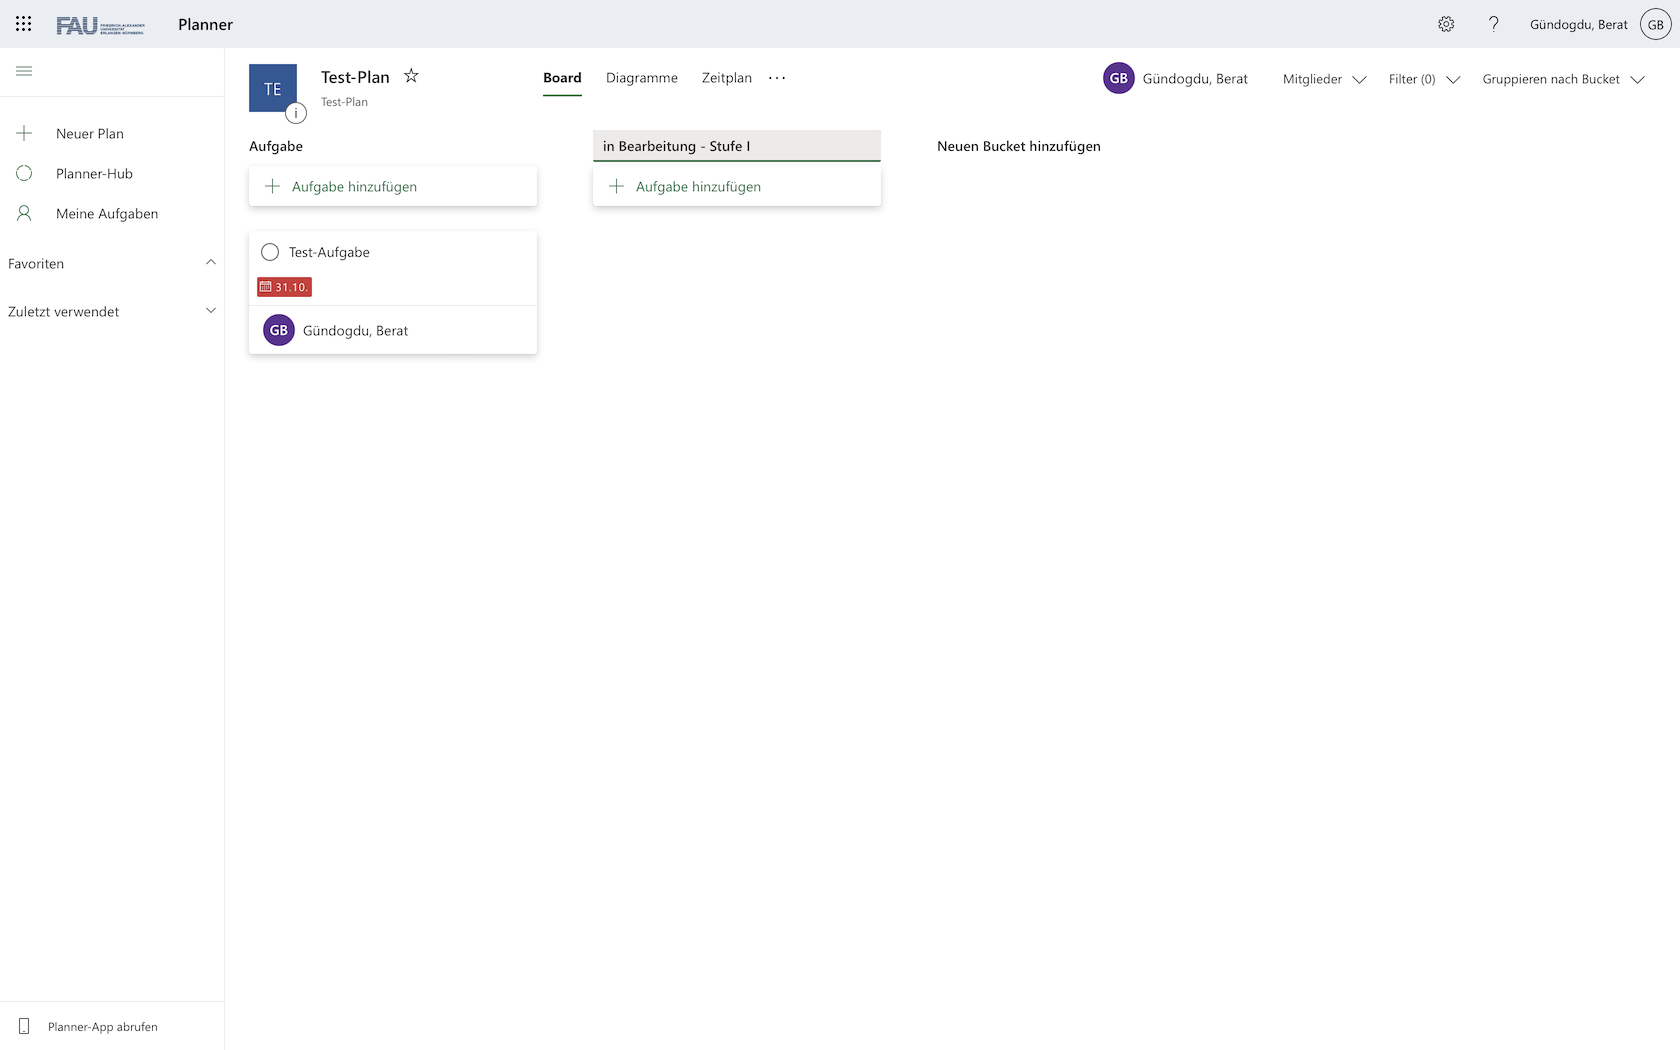 FAU FRIEDRICH-ALEXANDER
UNIVERSITÄT
ERLANGEN-NÜRNBERG
Planner
?
Gündogdu, Berat
GB
Neuer Plan
Planner-Hub
Meine Aufgaben
Favoriten
Zuletzt verwendet
Planner-App abrufen
TE
i
Test-Plan
Test-Plan
Board
Diagramme
Zeitplan
...
GB
Gündogdu, Berat
Mitglieder
Filter (0)
Gruppieren nach Bucket
Aufgabe
Aufgabe hinzufügen
Test-Aufgabe
31.10.
GB
Gündogdu, Berat
in Bearbeitung - Stufe I
Aufgabe hinzufügen
Neuen Bucket hinzufügen